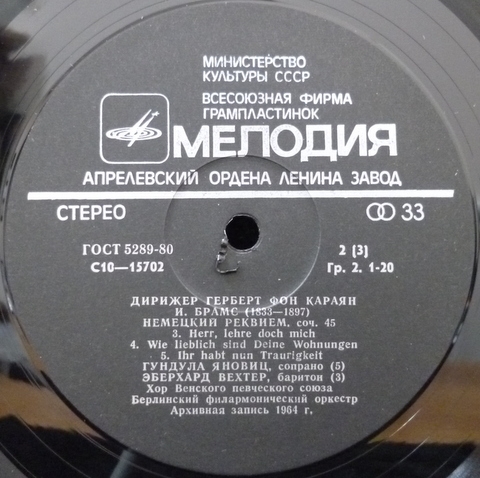 МИНИСТЕРСТВО
КУЛЬТУРЫ СССР
ВСЕСОЮЗНАЯ ФИРМА
ГРАМПЛАСТИНОК
МЕЛОДИЯ
АПРЕЛЕВСКИЙ ОРДЕНА ЛЕНИНА ЗАВОД
СТЕРЕО 33
ГОСТ 5289-80 2 (3)
С10—15702 Гр. 2. 1-20
ДИРИЖЕР ГЕРБЕРТ ФОН КАРАЯН
И. БРАМС (1833—1897)
НЕМЕЦКИЙ РЕКВИЕМ, соч. 45
3. Herr, lehre doch mich
4. Wie lieblich sind Deine Wohnungen
5. Ihr habt nun Traurigkeit
ГУНДУЛА ЯНОВИЦ, сопрано (5)
ЭБЕРХАРД ВЕХТЕР, баритон (3)
Хор Венского певческого союза
Берлинский филармонический оркестр
Архивная запись 1964 г,